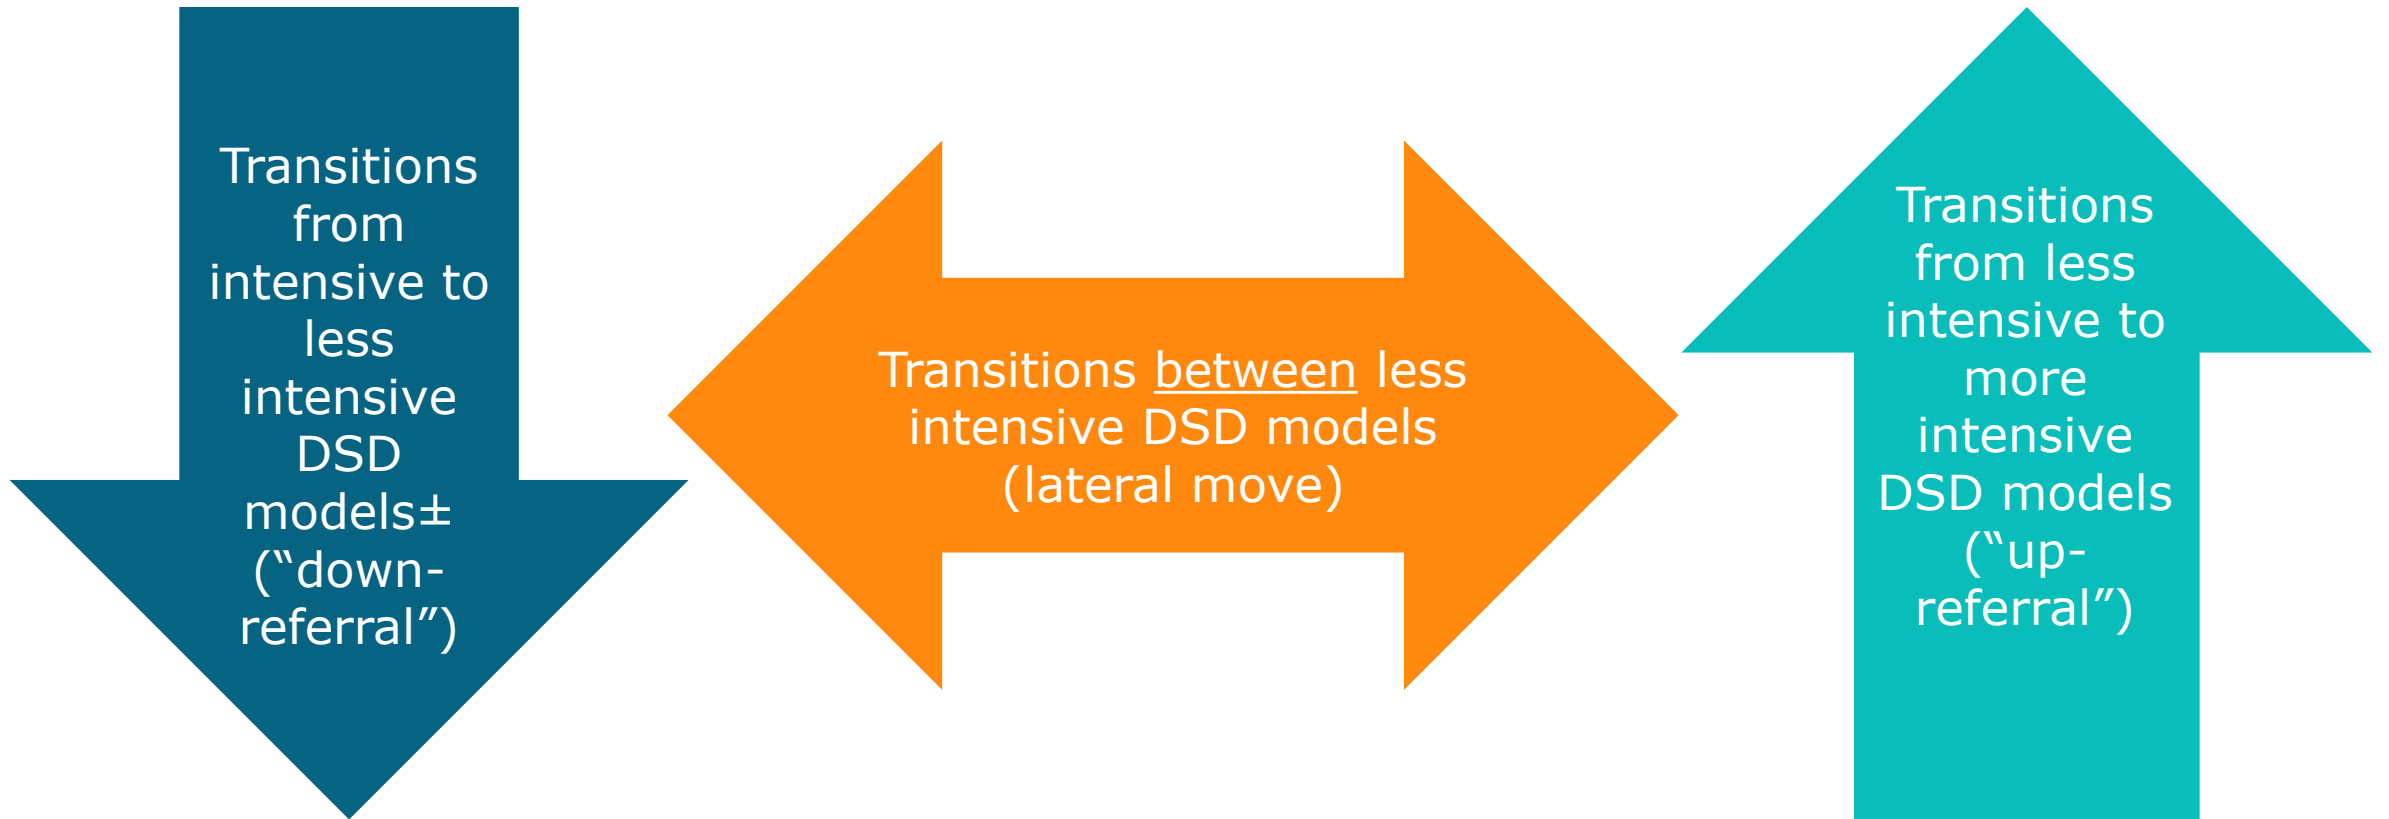 Transitions
from
intensive to
less
intensive
DSD
models±
(“down-
referral”)
Transitions between less
intensive DSD models
(lateral move)
Transitions
from less
intensive to
more
intensive
DSD models
(“up-
referral”)